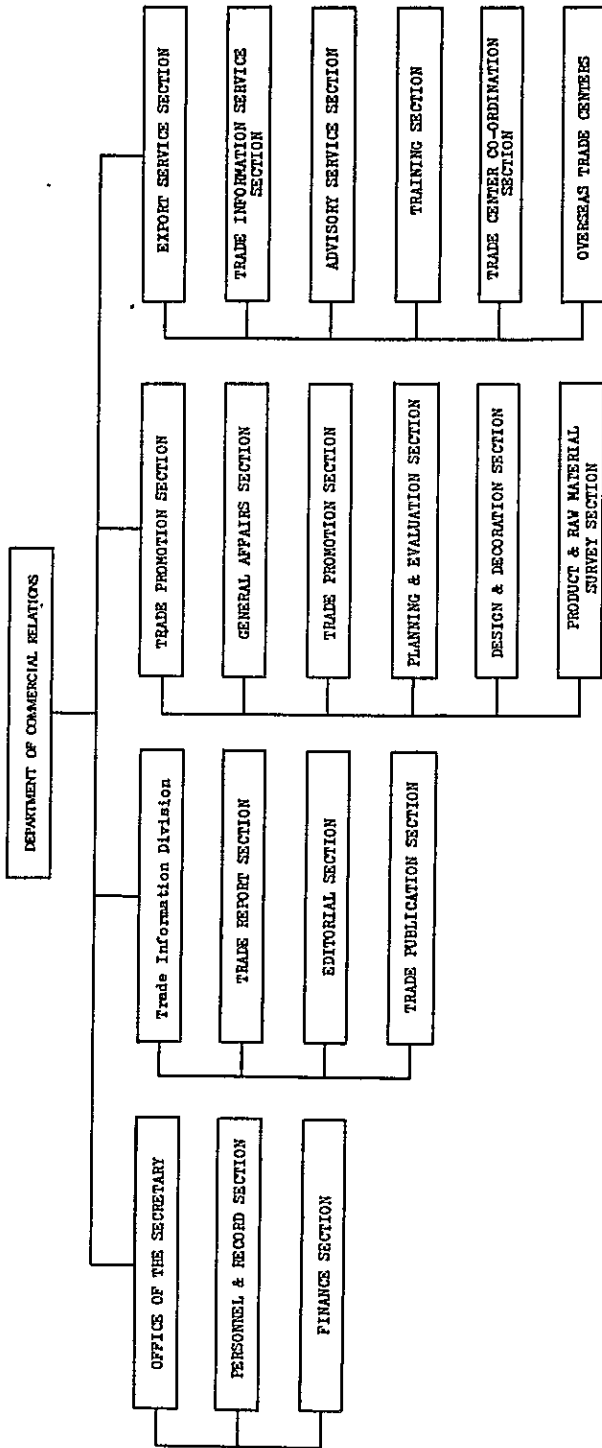 DEPARTMENT OF COMMERCIAL RELATIONS
OFFICE OF THE SECRETARY
PERSONNEL & RECORD SECTION
FINANCE SECTION
Trade Information Division
TRADE REPORT SECTION
EDITORIAL SECTION
TRADE PUBLICATION SECTION
TRADE PROMOTION SECTION
GENERAL AFFAIRS SECTION
TRADE PROMOTION SECTION
PLANNING & EVALUATION SECTION
DESIGN & DECORATION SECTION
PRODUCT & RAW MATERIAL
SURVEY SECTION
EXPORT SERVICE SECTION
TRADE INFORMATION SERVICE
SECTION
ADVISORY SERVICE SECTION
TRAINING SECTION
TRADE CENTER CO-ORDINATION
SECTION
OVERSEAS TRADE CENTERS